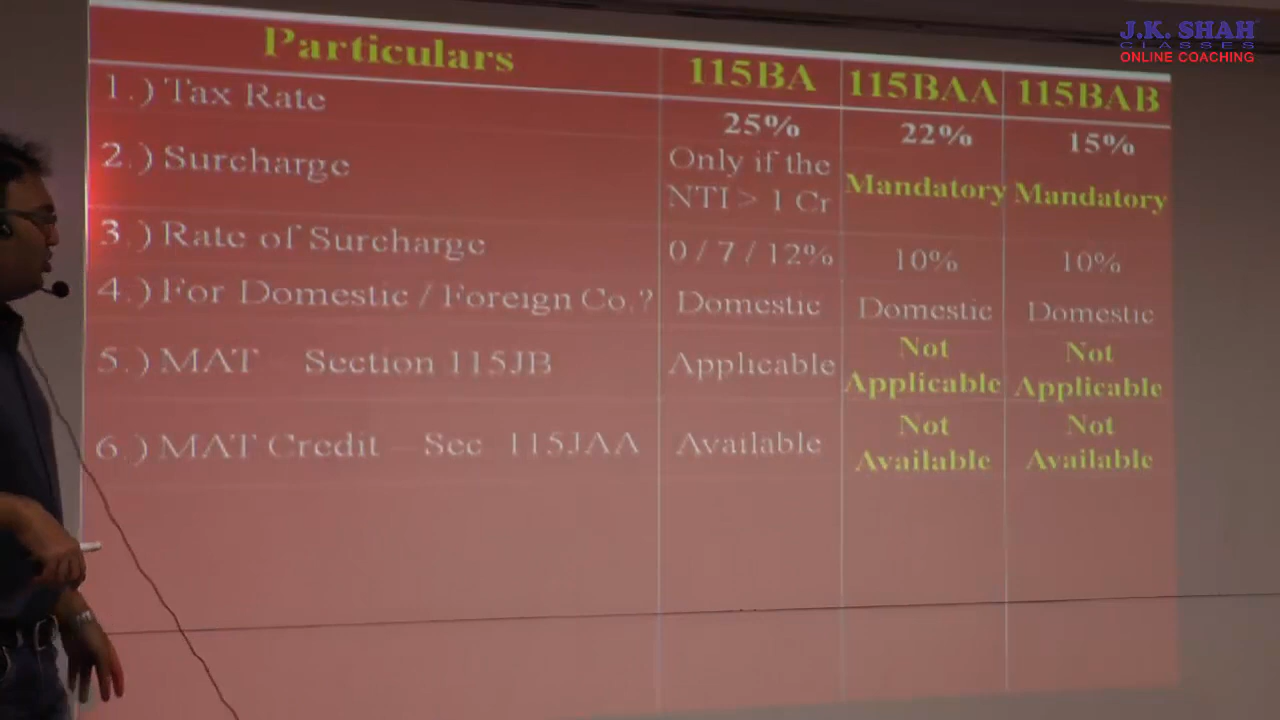 J.K. SHAH
CLASSES
ONLINE COACHING
Particulars 115BA 115BAA 115BAB
1.) Tax Rate 25% 22% 15%
2.) Surcharge Only if the NTI > 1 Cr Mandatory Mandatory
3.) Rate of Surcharge 0 / 7 / 12% 10% 10%
4.) For Domestic / Foreign Co.? Domestic Domestic Domestic
5.) MAT – Section 115JB Applicable Not Applicable Not Applicable
6.) MAT Credit – Sec 115JAA Available Not Available Not Available